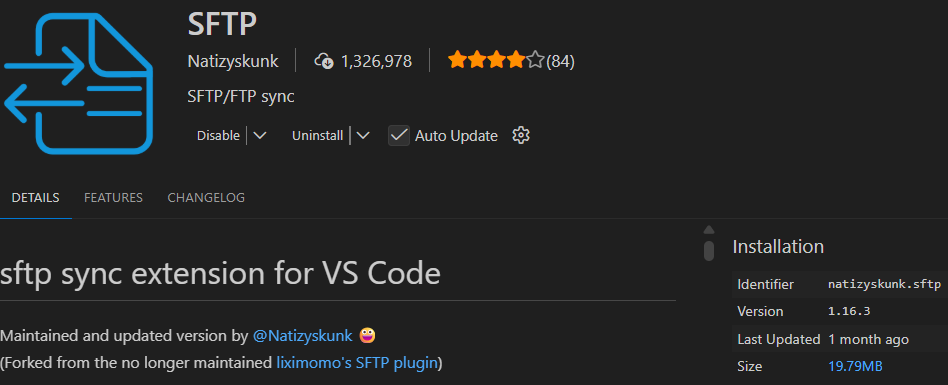 SFTP
Natizyskunk 1,326,978 (84)
SFTP/FTP sync
Disable Uninstall Auto Update
DETAILS FEATURES CHANGELOG
sftp sync extension for VS Code
Maintained and updated version by @Natizyskunk 😀
(Forked from the no longer maintained liximomo's SFTP plugin)
Installation
Identifier natizyskunk.sftp
Version 1.16.3
Last Updated 1 month ago
Size 19.79MB